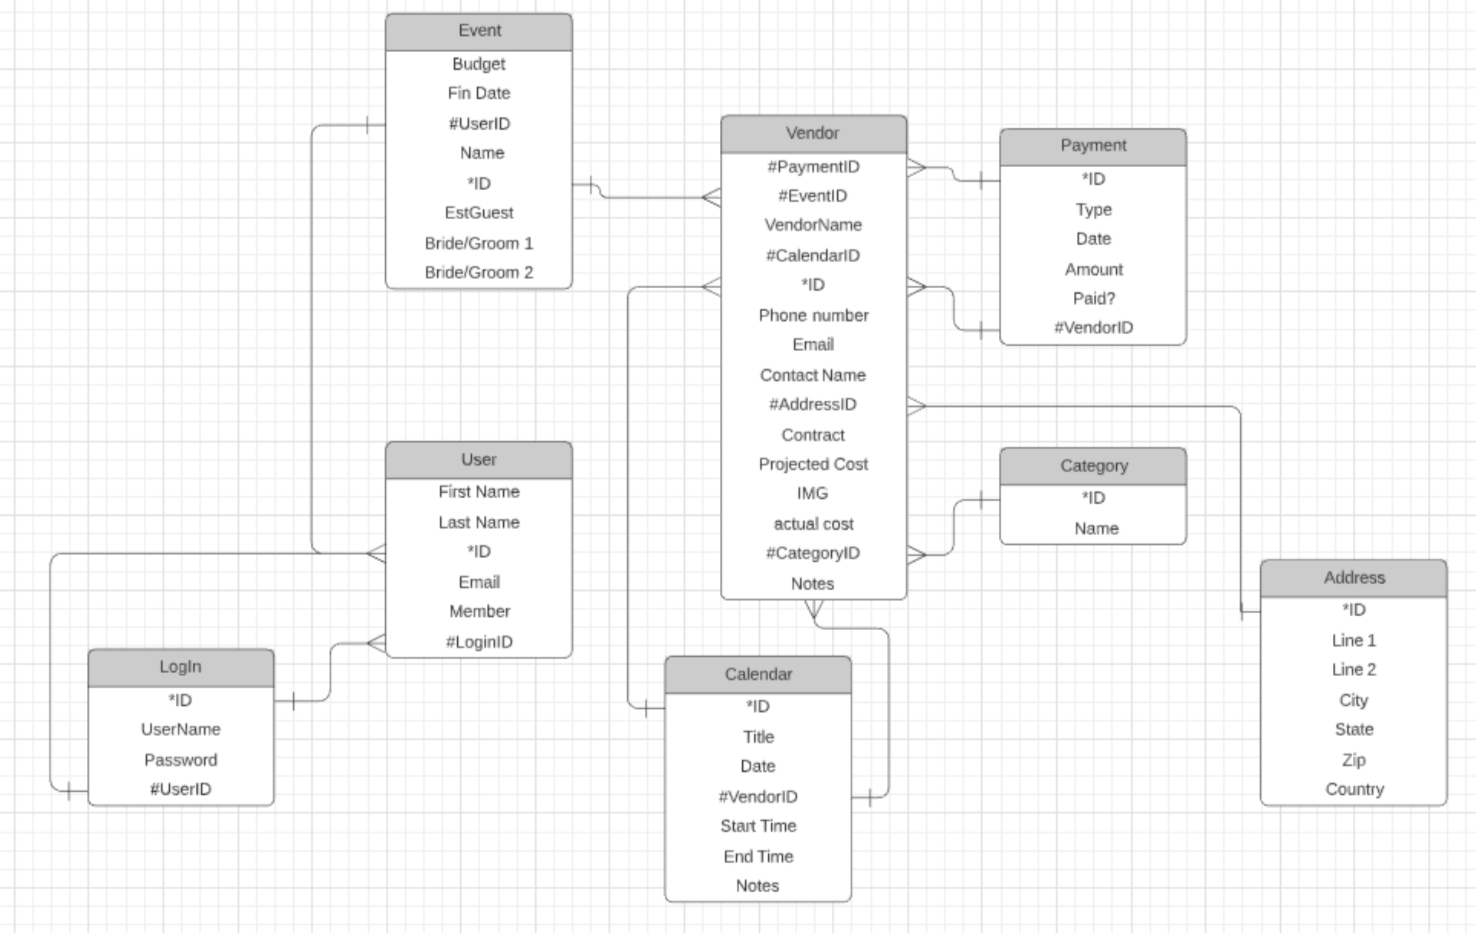 Event
Budget
Fin Date
#UserID
Name
*ID
EstGuest
Bride/Groom 1
Bride/Groom 2
Vendor
#PaymentID
#EventID
VendorName
#CalendarID
*ID
Phone number
Email
Contact Name
#AddressID
Contract
Projected Cost
IMG
actual cost
#CategoryID
Notes
Payment
*ID
Type
Date
Amount
Paid?
#VendorID
User
First Name
Last Name
*ID
Email
Member
#LoginID
Category
*ID
Name
Address
*ID
Line 1
Line 2
City
State
Zip
Country
LogIn
*ID
UserName
Password
#UserID
Calendar
*ID
Title
Date
#VendorID
Start Time
End Time
Notes